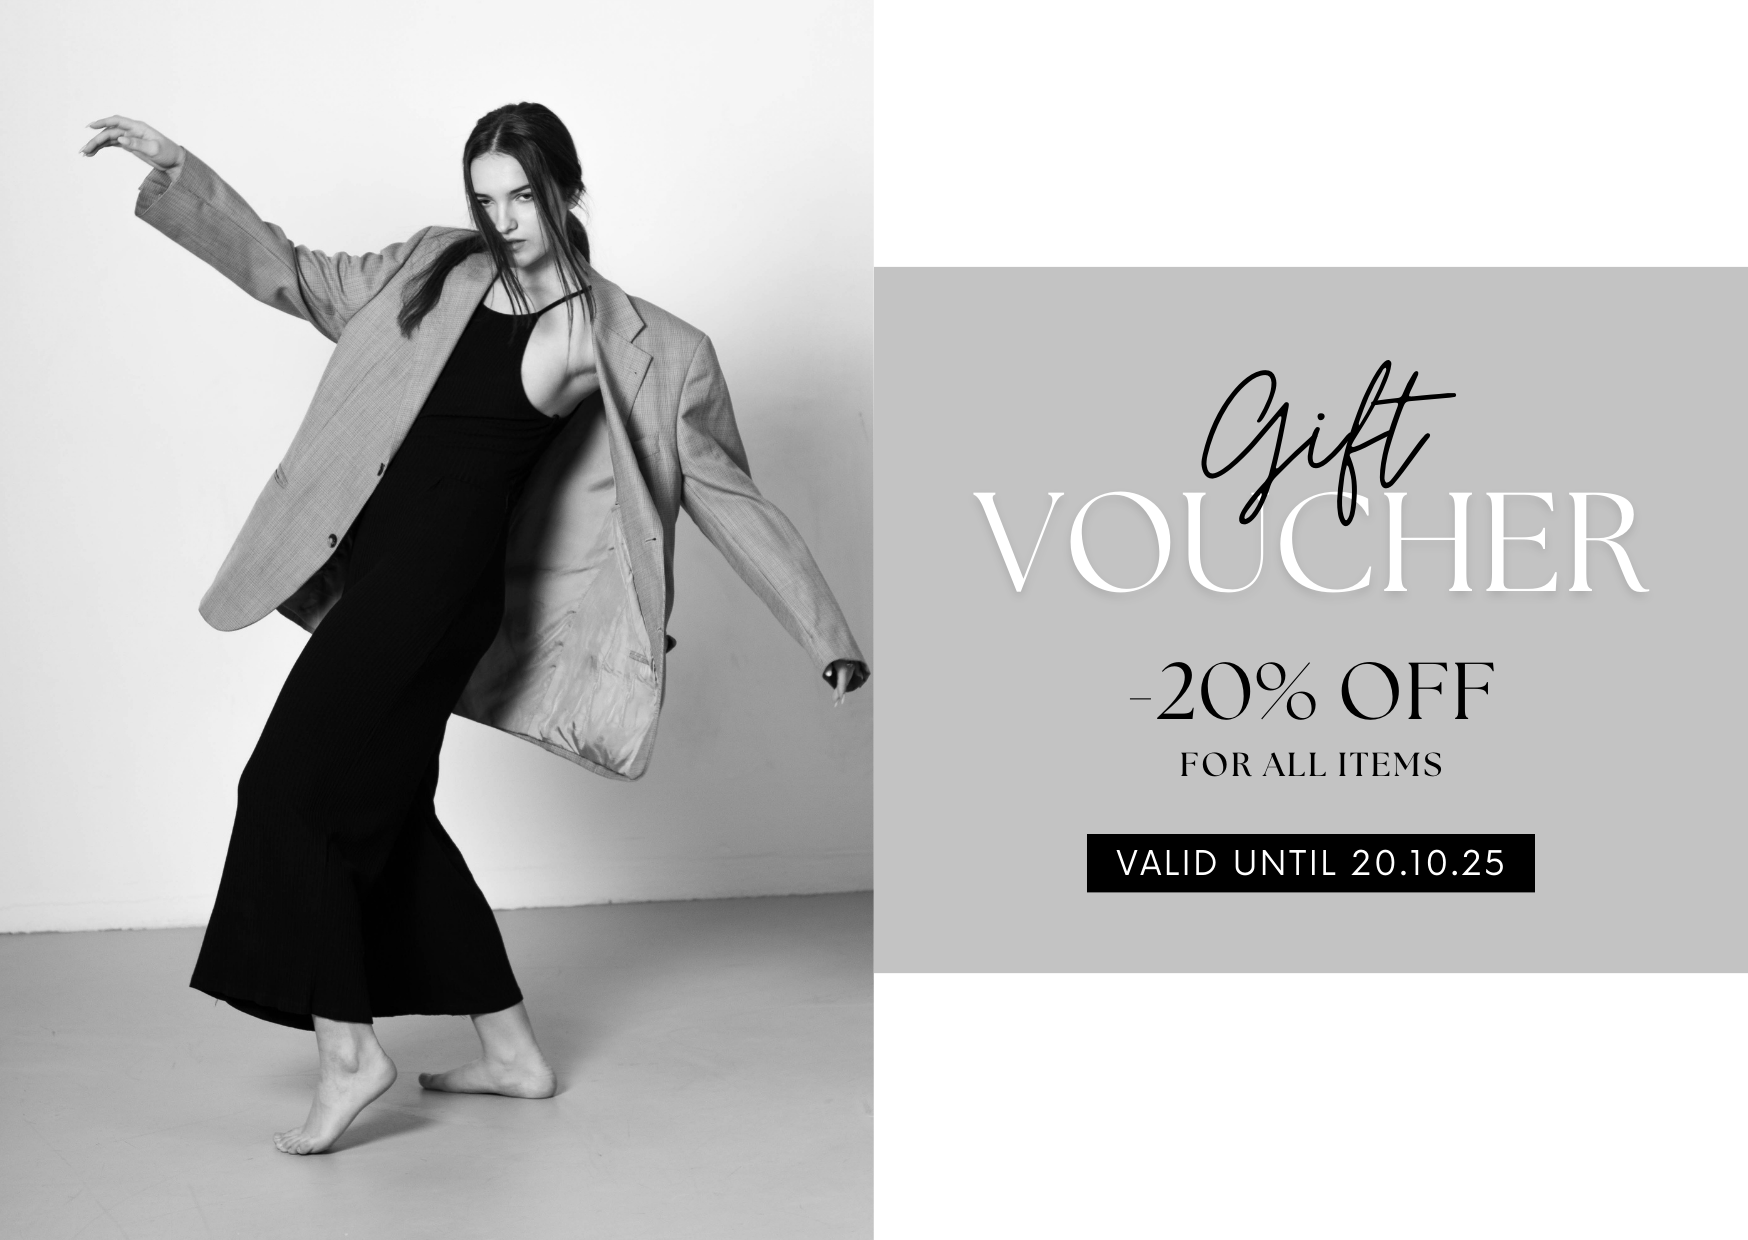 Gift
VOUCHER
-20% OFF
FOR ALL ITEMS
VALID UNTIL 20.10.25